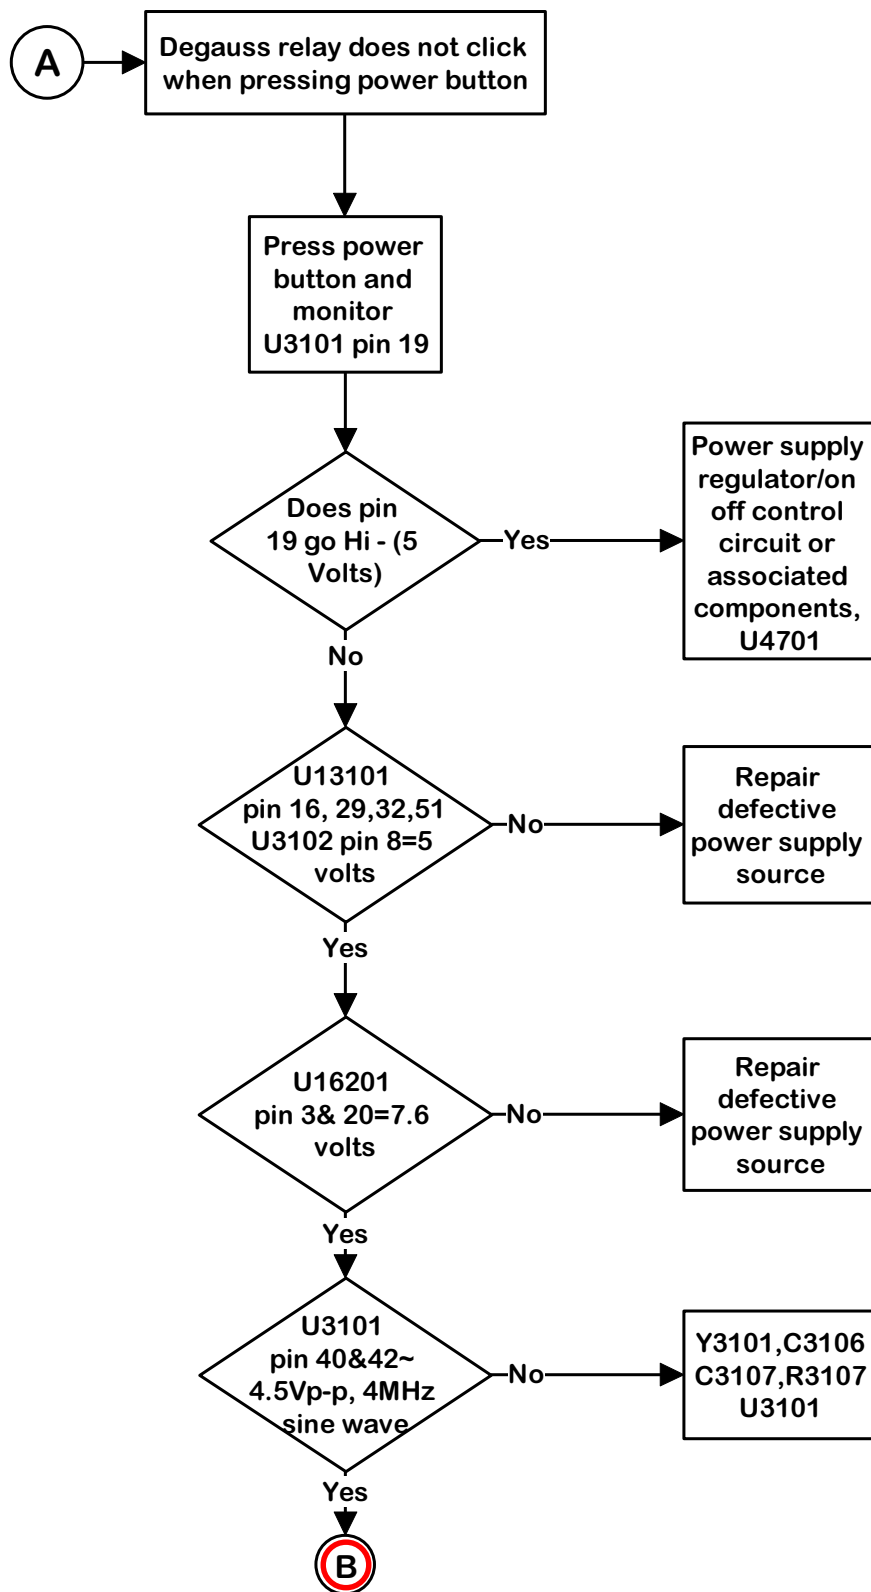 A
Degauss relay does not click
when pressing power button
Press power
button and
monitor
U3101 pin 19
Does pin
19 go Hi - (5
Volts)
Yes
Power supply
regulator/on
off control
circuit or
associated
components,
U4701
No
U13101
pin 16, 29,32,51
U3102 pin 8=5
volts
No
Repair
defective
power supply
source
Yes
U16201
pin 3& 20=7.6
volts
No
Repair
defective
power supply
source
Yes
U3101
pin 40&42~
4.5Vp-p, 4MHz
sine wave
No
Y3101,C3106
C3107,R3107
U3101
Yes
B